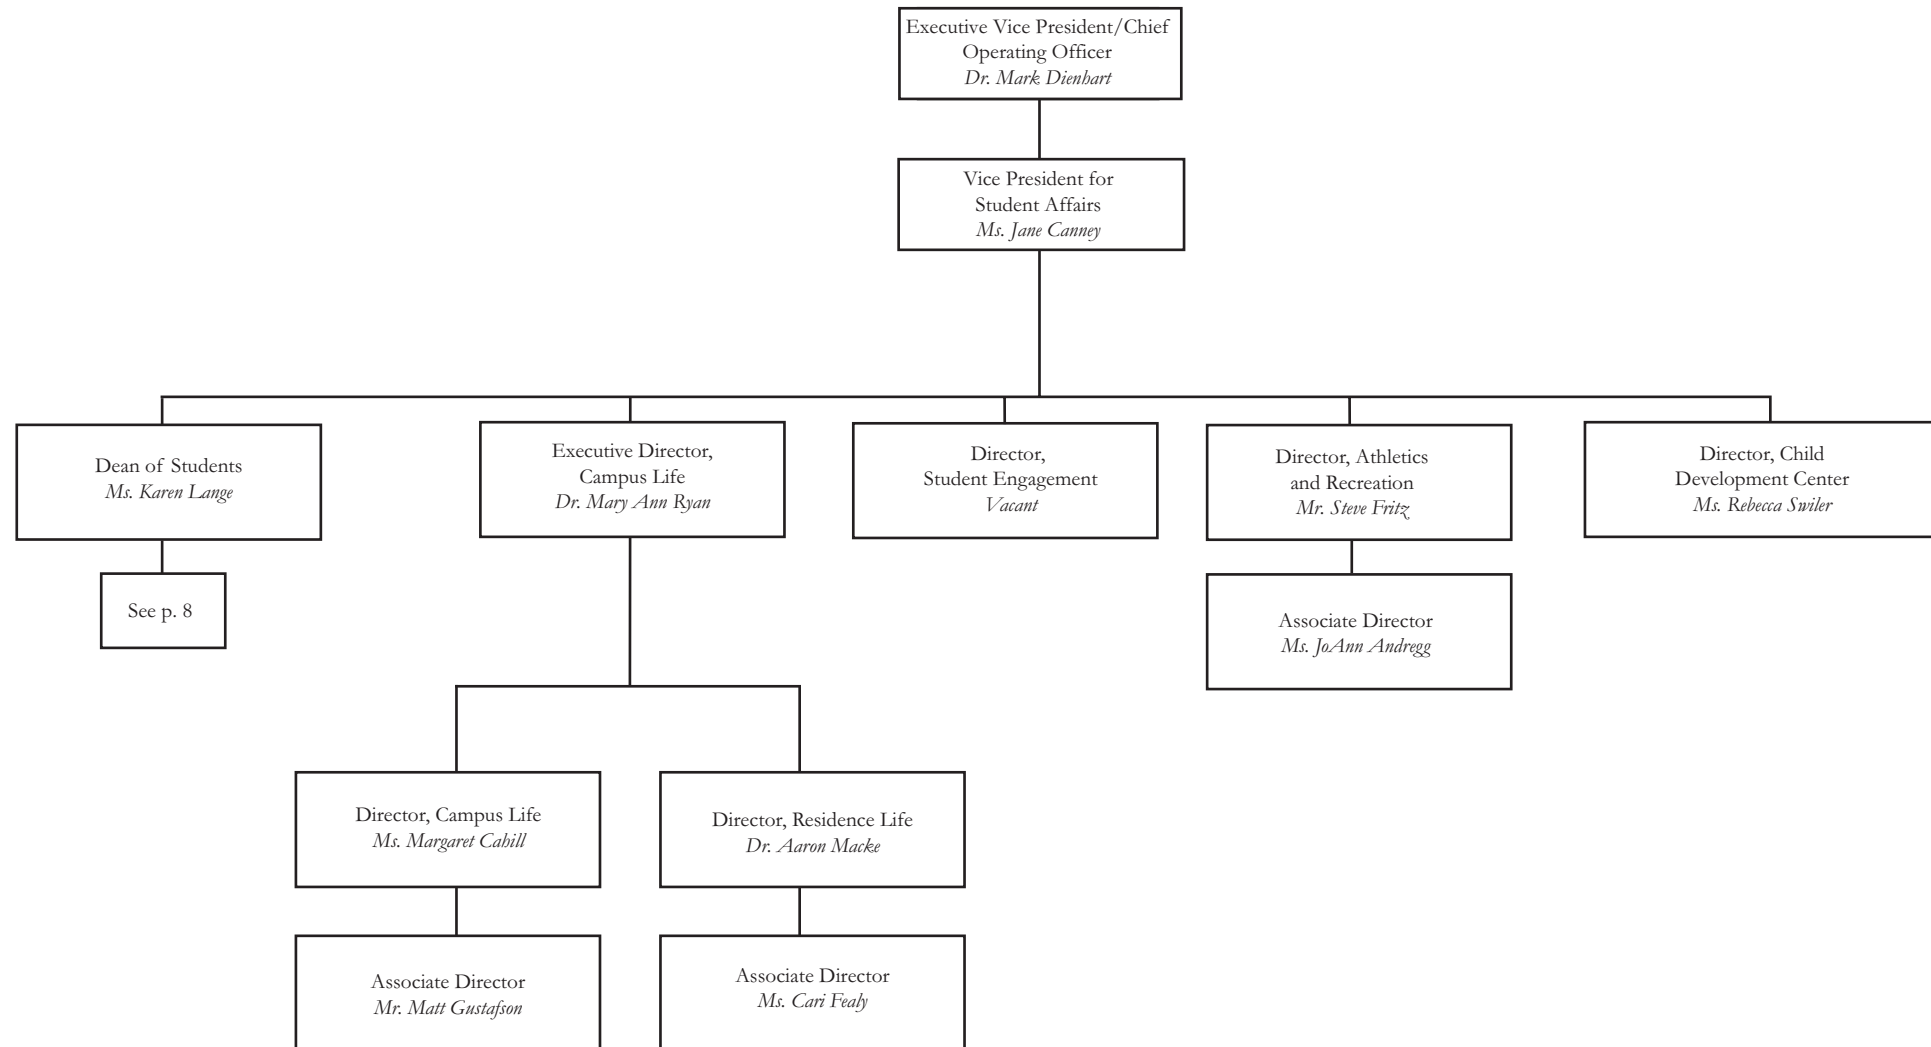 Executive Vice President/Chief
Operating Officer
Dr. Mark Dienhart
Vice President for
Student Affairs
Ms. Jane Canney
Dean of Students
Ms. Karen Lange
See p. 8
Executive Director,
Campus Life
Dr. Mary Ann Ryan
Director,
Student Engagement
Vacant
Director, Athletics
and Recreation
Mr. Steve Fritz
Director, Child
Development Center
Ms. Rebecca Swiler
Associate Director
Ms. JoAnn Andregg
Director, Campus Life
Ms. Margaret Cahill
Director, Residence Life
Dr. Aaron Macke
Associate Director
Mr. Matt Gustafson
Associate Director
Ms. Cari Fealy